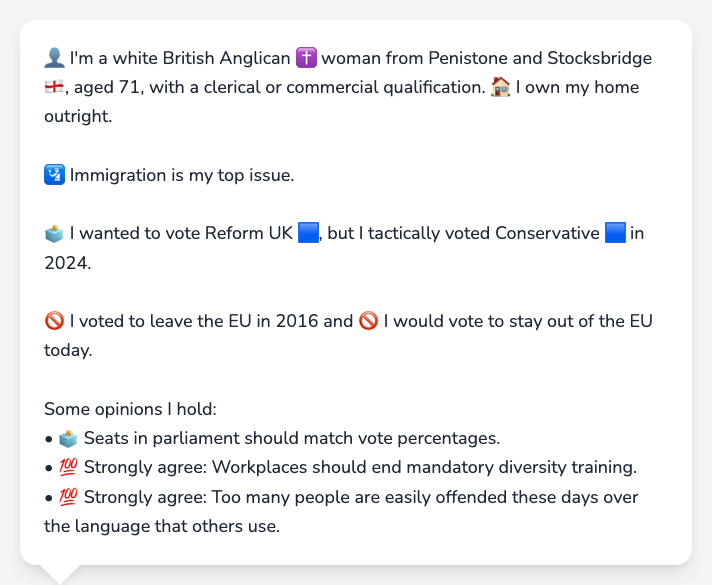 👤 I'm a white British Anglican ✝️ woman from Penistone and Stocksbridge
🏴󠁧󠁢󠁥󠁮󠁧󠁿, aged 71, with a clerical or commercial qualification. 🏠 I own my home
outright.
🛂 Immigration is my top issue.
🗳️ I wanted to vote Reform UK 🟦, but I tactically voted Conservative 🟦 in
2024.
🚫 I voted to leave the EU in 2016 and 🚫 I would vote to stay out of the EU
today.
Some opinions I hold:
• 🗳️ Seats in parliament should match vote percentages.
• 💯 Strongly agree: Workplaces should end mandatory diversity training.
• 💯 Strongly agree: Too many people are easily offended these days over
the language that others use.